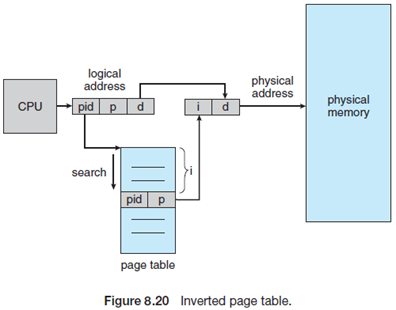 logical
address
physical
address
CPU
pid p d
i d
physical
memory
search
i
pid p
page table
Figure 8.20 Inverted page table.